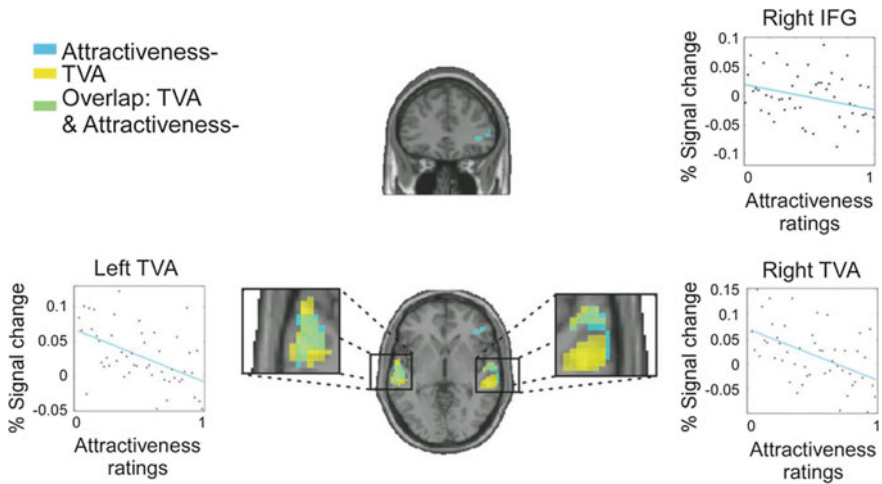 Attractiveness-
TVA
Overlap: TVA
& Attractiveness-
Right IFG
% Signal change
0.1
0.05
0
-0.05
-0.1
0
1
Attractiveness
ratings
Left TVA
% Signal change
0.1
0.05
0
-0.05
0
1
Attractiveness
ratings
Right TVA
% Signal change
0.15
0.1
0.05
0
-0.05
0
1
Attractiveness
ratings